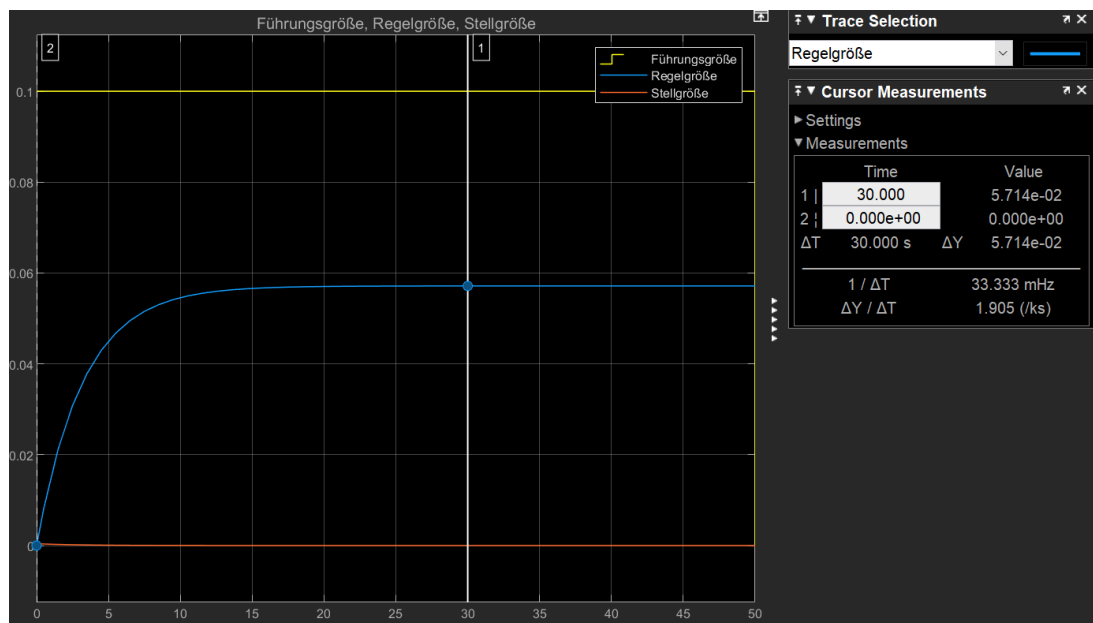 Führungsgröße, Regelgröße, Stellgröße
2
1
Führungsgröße
Regelgröße
Stellgröße
0.1
0.08
0.06
0.04
0.02
0
0 5 10 15 20 25 30 35 40 45 50
Trace Selection
Regelgröße
Cursor Measurements
Settings
Measurements
Time Value
1 | 30.000 5.714e-02
2 ¦ 0.000e+00 0.000e+00
ΔT 30.000 s ΔY 5.714e-02
1 / ΔT 33.333 mHz
ΔY / ΔT 1.905 (/ks)